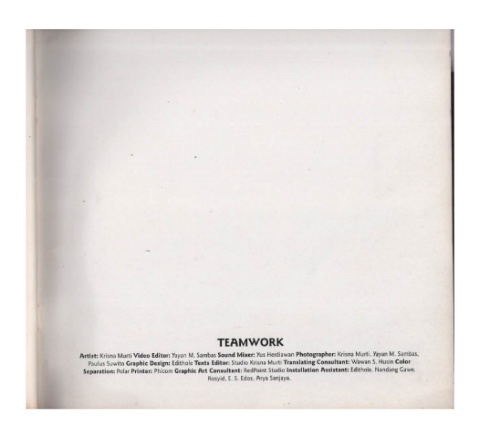 TEAMWORK
Artist: Krisna Murti Video Editor: Yayan M. Sambas Sound Mixer: Yus Herdiawan Photographer: Krisna Murti, Yayan M. Sambas,
Paulus Suwito Graphic Design: Edithole Texts Editor: Studio Krisna Murti Translating Consultant: Wawan S. Husin Color
Separation: Polar Printer: Phicom Graphic Art Consultant: RedPoint Studio Installation Assistant: Edithole, Nandang Gawe,
Rosyid, E. S. Edos, Arya Sanjaya.